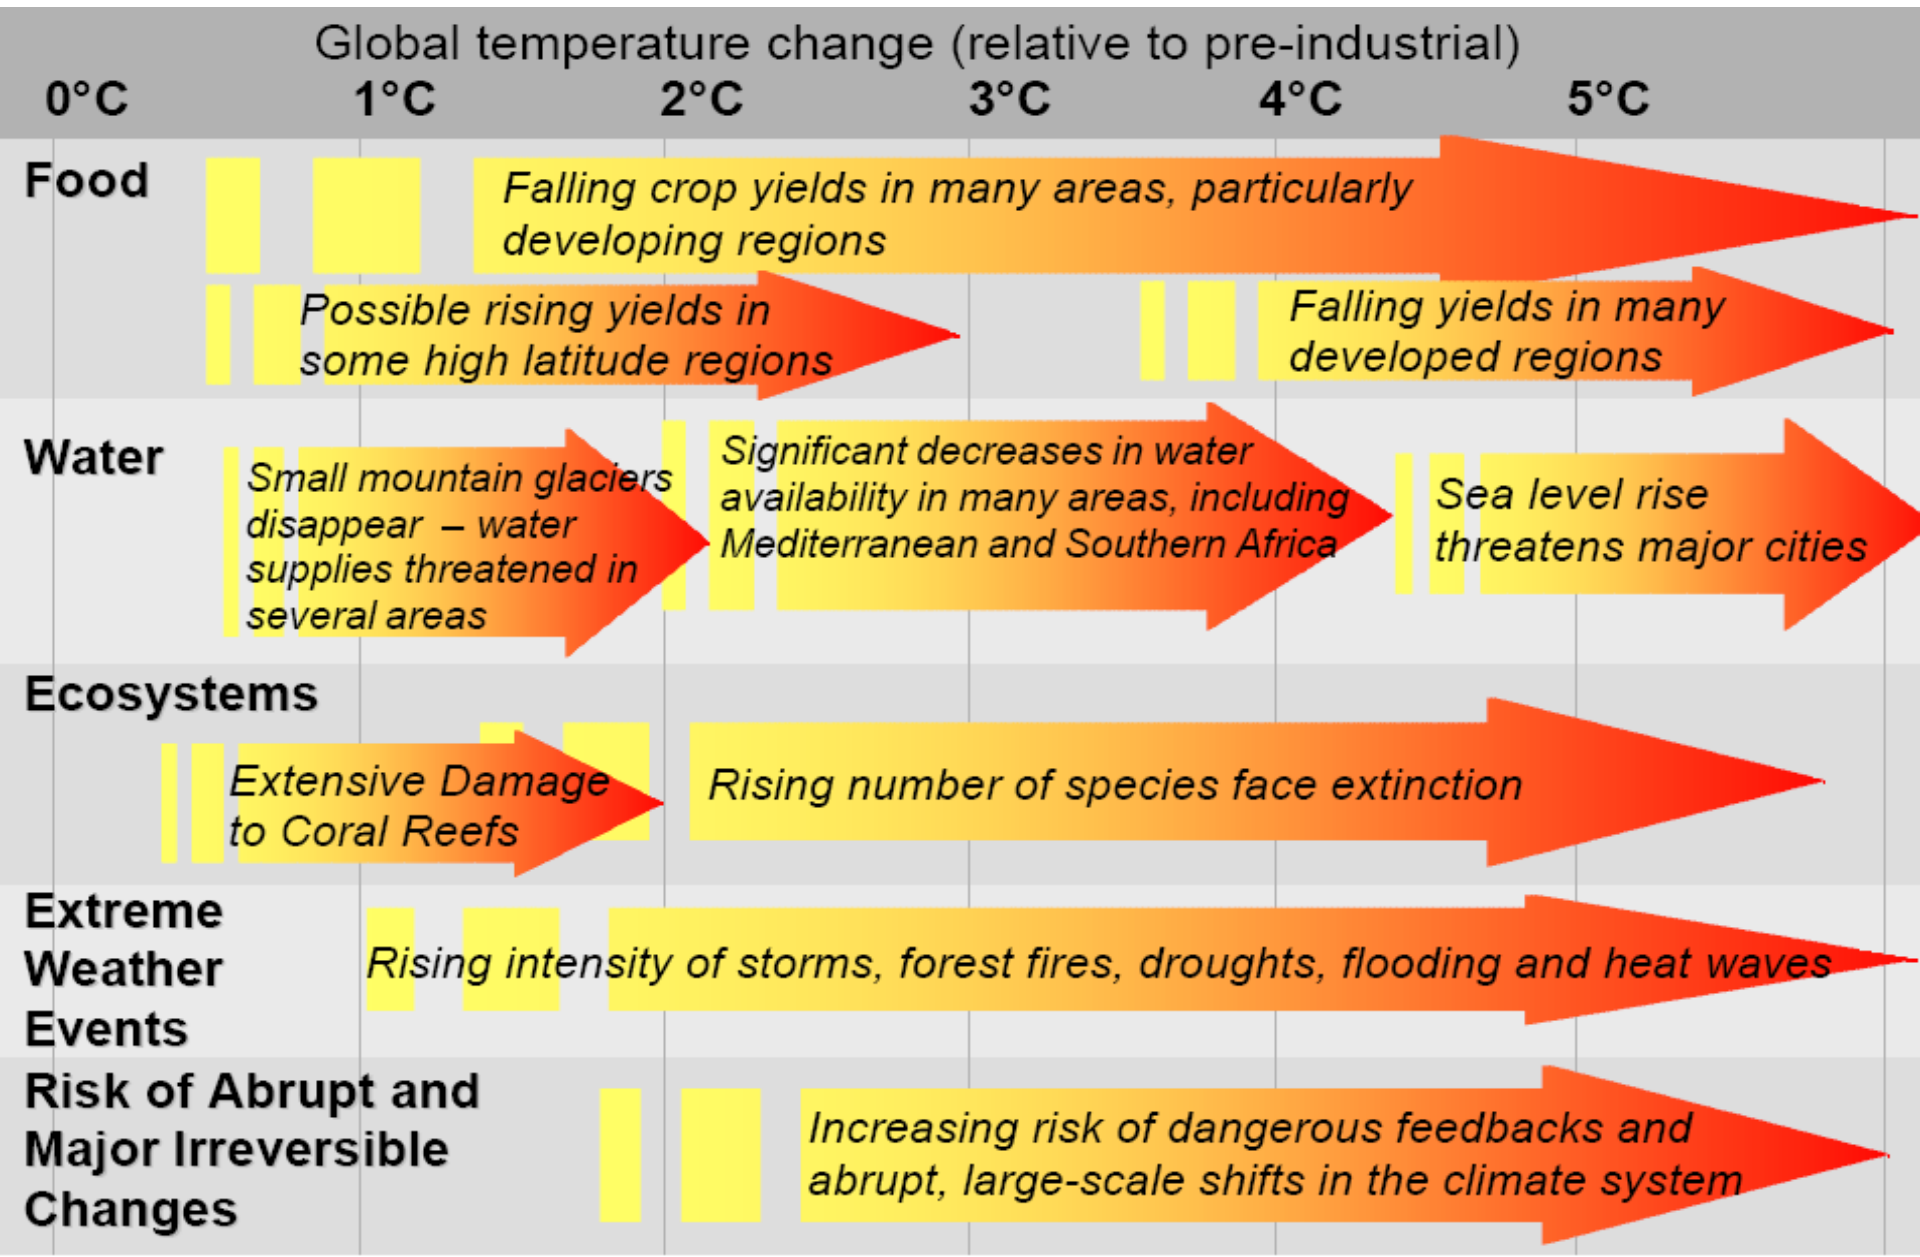 Global temperature change (relative to pre-industrial)
0°C 1°C 2°C 3°C 4°C 5°C
Food
Falling crop yields in many areas, particularly
developing regions
Possible rising yields in
some high latitude regions
Falling yields in many
developed regions
Water
Small mountain glaciers
disappear – water
supplies threatened in
several areas
Significant decreases in water
availability in many areas, including
Mediterranean and Southern Africa
Sea level rise
threatens major cities
Ecosystems
Extensive Damage
to Coral Reefs
Rising number of species face extinction
Extreme
Weather
Events
Rising intensity of storms, forest fires, droughts, flooding and heat waves
Risk of Abrupt and
Major Irreversible
Changes
Increasing risk of dangerous feedbacks and
abrupt, large-scale shifts in the climate system